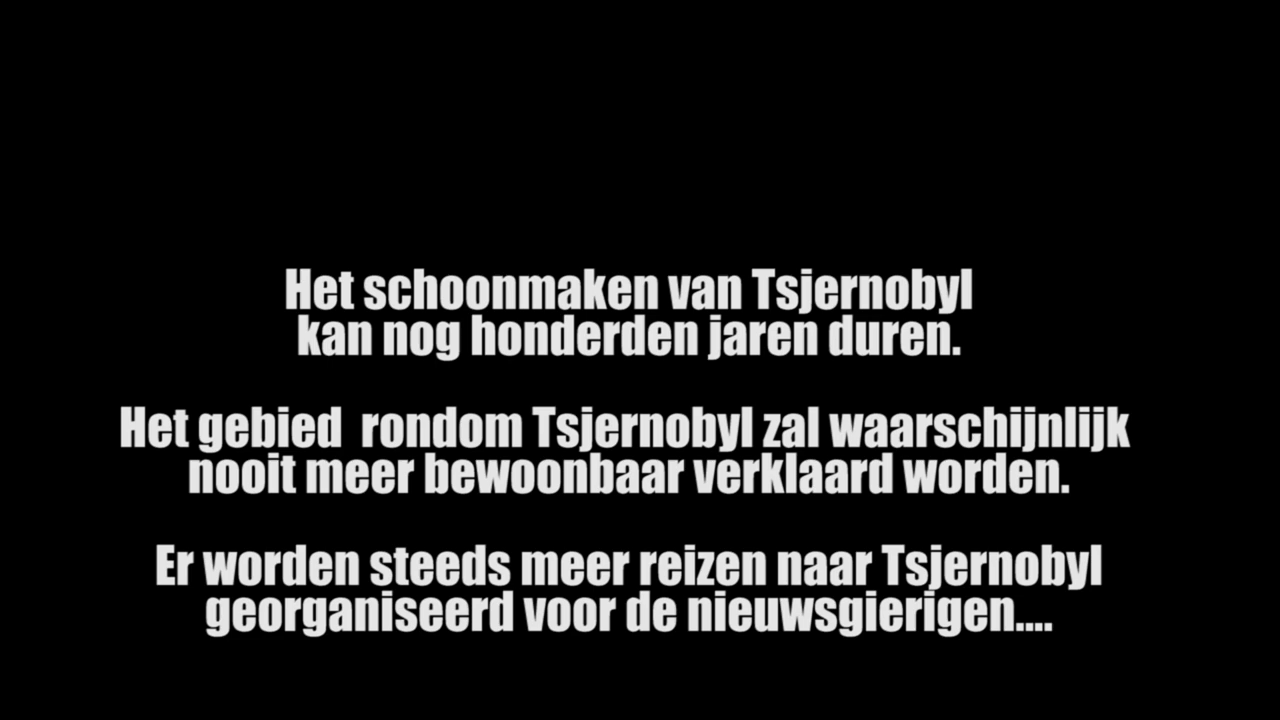 Het schoonmaken van Tsjernobyl
kan nog honderden jaren duren.
Het gebied  rondom Tsjernobyl zal waarschijnlijk
nooit meer bewoonbaar verklaard worden.
Er worden steeds meer reizen naar Tsjernobyl
georganiseerd voor de nieuwsgierigen....